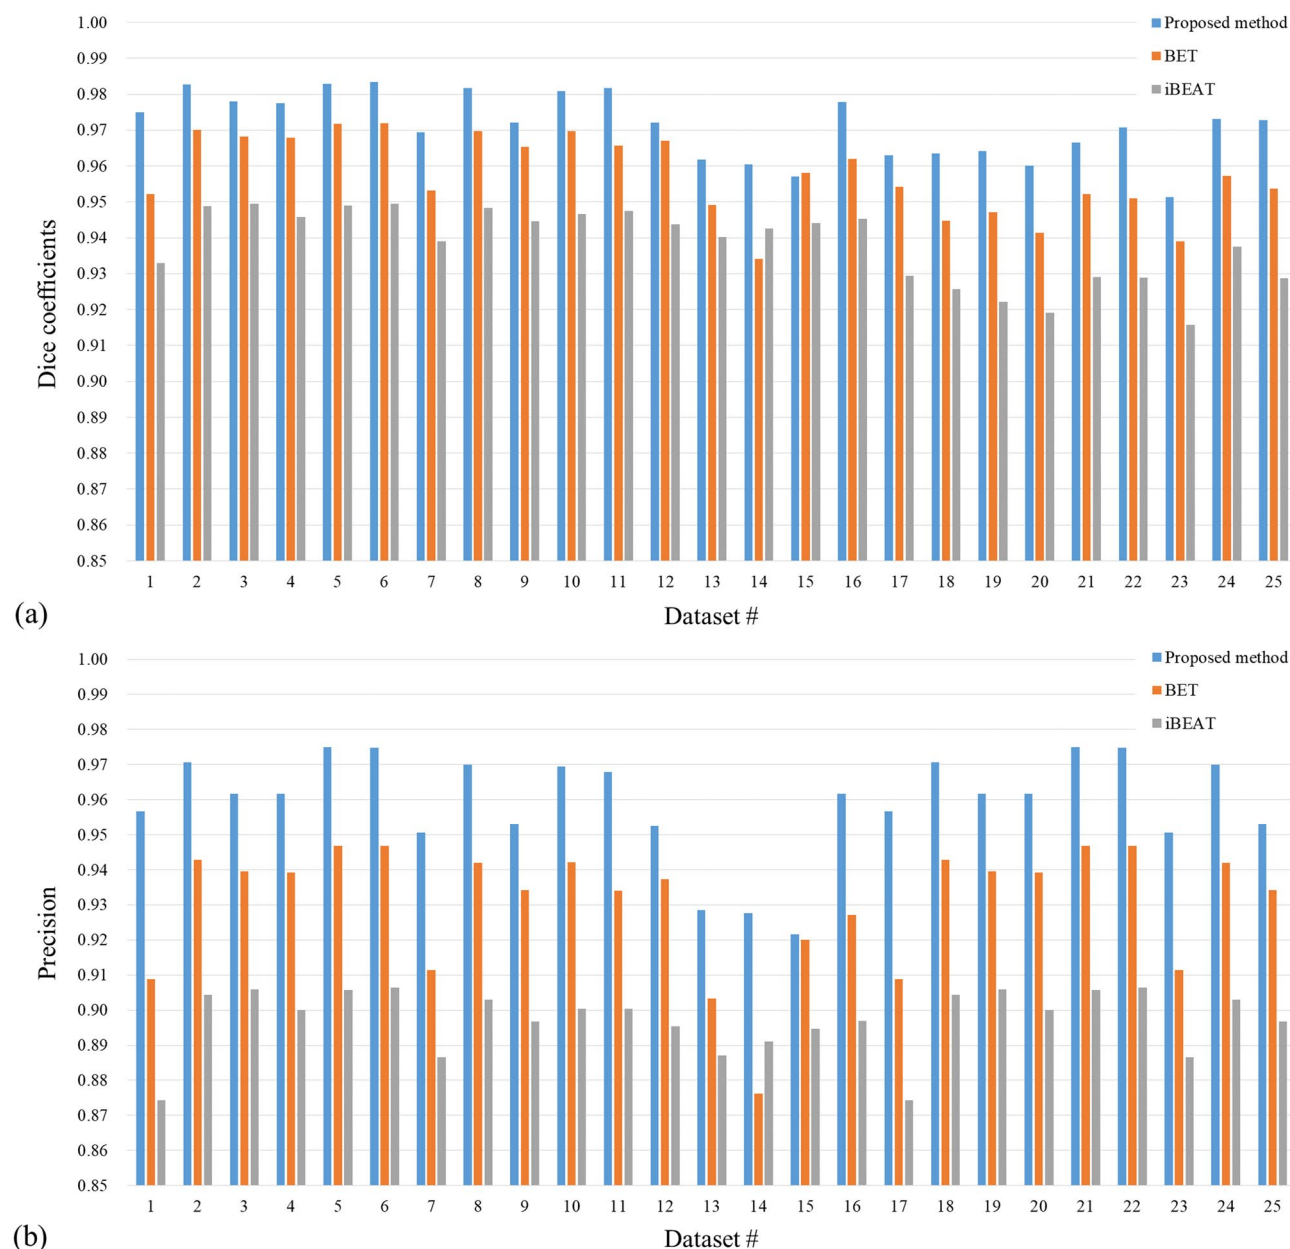 1.00
0.99
0.98
0.97
0.96
0.95
0.94
0.93
0.92
0.91
0.90
0.89
0.88
0.87
0.86
0.85
Dice coefficients
Proposed method
BET
iBEAT
1 2 3 4 5 6 7 8 9 10 11 12 13 14 15 16 17 18 19 20 21 22 23 24 25
(a)
Dataset #
1.00
0.99
0.98
0.97
0.96
0.95
0.94
0.93
0.92
0.91
0.90
0.89
0.88
0.87
0.86
0.85
Precision
Proposed method
BET
iBEAT
1 2 3 4 5 6 7 8 9 10 11 12 13 14 15 16 17 18 19 20 21 22 23 24 25
(b)
Dataset #